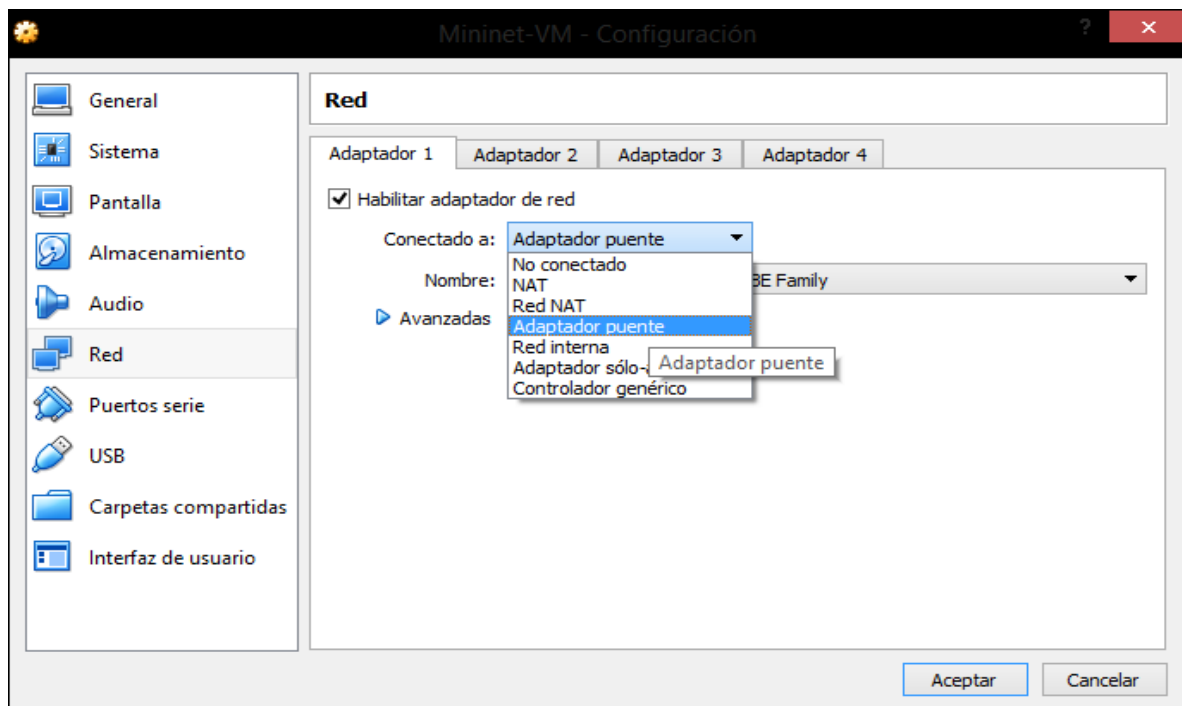 Mininet-VM - Configuración
?
General
Sistema
Pantalla
Almacenamiento
Audio
Red
Puertos serie
USB
Carpetas compartidas
Interfaz de usuario
Red
Adaptador 1 Adaptador 2 Adaptador 3 Adaptador 4
Habilitar adaptador de red
Conectado a: Adaptador puente
No conectado
NAT
Red NAT
Adaptador puente
Red interna
Adaptador sólo-
Controlador genérico
Adaptador puente
Nombre: Family
Avanzadas
Aceptar Cancelar